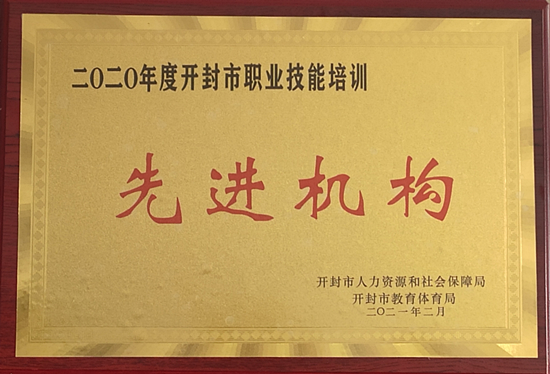 二〇二〇年度开封市职业技能培训
先进机构
开封市人力资源和社会保障局
开封市教育体育局
二〇二一年二月